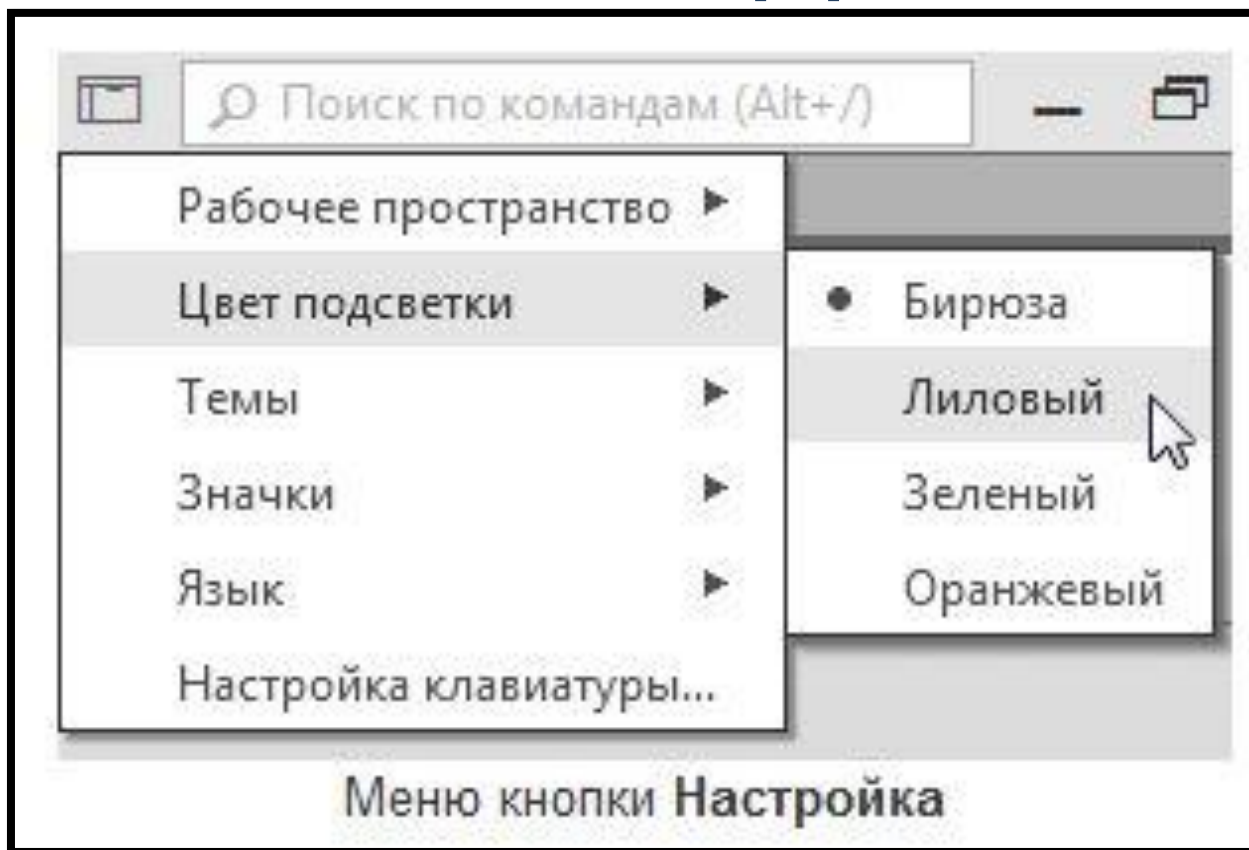 Поиск по командам (Alt+/)
Рабочее пространство
Цвет подсветки
Темы
Значки
Язык
Настройка клавиатуры...
Бирюза
Лиловый
Зеленый
Оранжевый
Меню кнопки Настройка